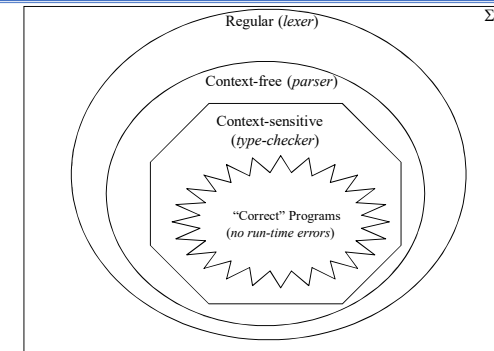 Σ
Regular (lexer)
Context-free (parser)
Context-sensitive
(type-checker)
“Correct” Programs
(no run-time errors)